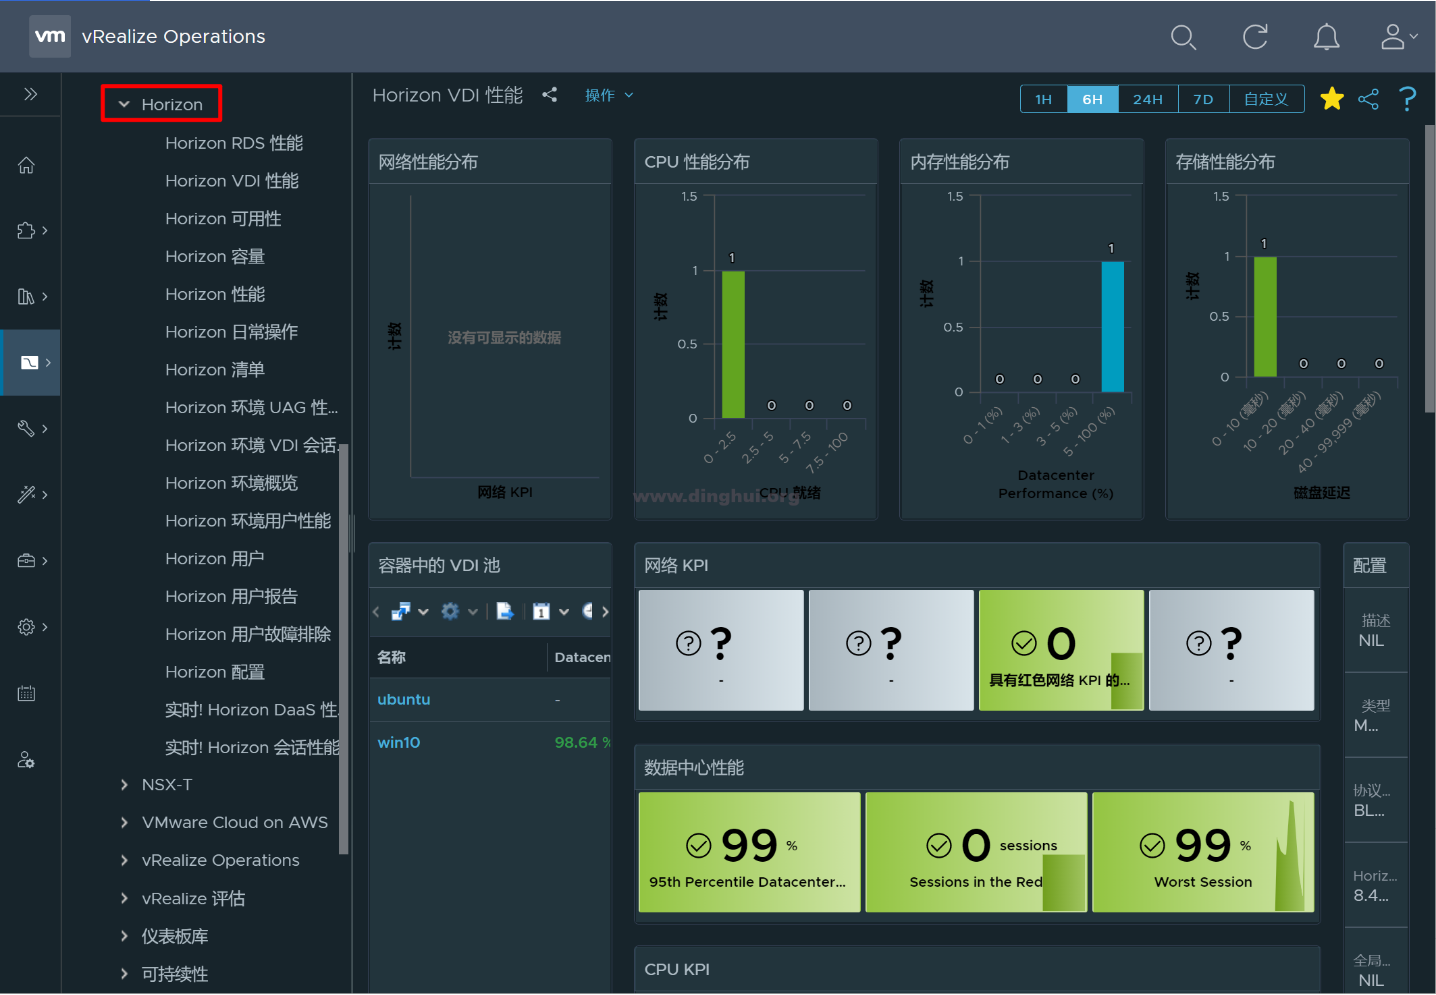 vm vRealize Operations
Horizon
Horizon RDS 性能
Horizon VDI 性能
Horizon 可用性
Horizon 容量
Horizon 性能
Horizon 日常操作
Horizon 清单
Horizon 环境 UAG 性...
Horizon 环境 VDI 会话
Horizon 环境概览
Horizon 环境用户性能
Horizon 用户
Horizon 用户报告
Horizon 用户故障排除
Horizon 配置
实时! Horizon DaaS 性
实时! Horizon 会话性能
NSX-T
VMware Cloud on AWS
vRealize Operations
vRealize 评估
仪表板库
可持续性
Horizon VDI 性能
操作
1H 6H 24H 7D 自定义
?
网络性能分布
计数
没有可显示的数据
网络 KPI
CPU 性能分布
1.5
1
0.5
0
计数
1 0 0 0
0 - 2.5 2.5 - 5 5 - 7.5 7.5 - 100
CPU 就绪
内存性能分布
1.5
1
0.5
0
计数
0 0 0 1
0 - 1 (%) 1 - 3 (%) 3 - 5 (%) 5 - 100 (%)
Datacenter
Performance (%)
存储性能分布
1.5
1
0.5
0
计数
1 0 0 0
0 - 10 (毫秒) 10 - 20 (毫秒) 20 - 40 (毫秒) 40 - 99,999 (毫秒)
磁盘延迟
www.dinghui.org
容器中的 VDI 池
1
名称 Datacen
ubuntu -
win10 98.64 %
网络 KPI
? ?
-
? ?
-
0
具有红色网络 KPI 的...
? ?
-
数据中心性能
99 %
95th Percentile Datacenter...
0 sessions
Sessions in the Red
99 %
Worst Session
CPU KPI
配置
描述
NIL
类型
M...
协议...
BL...
Horiz...
8.4...
全局...
NIL